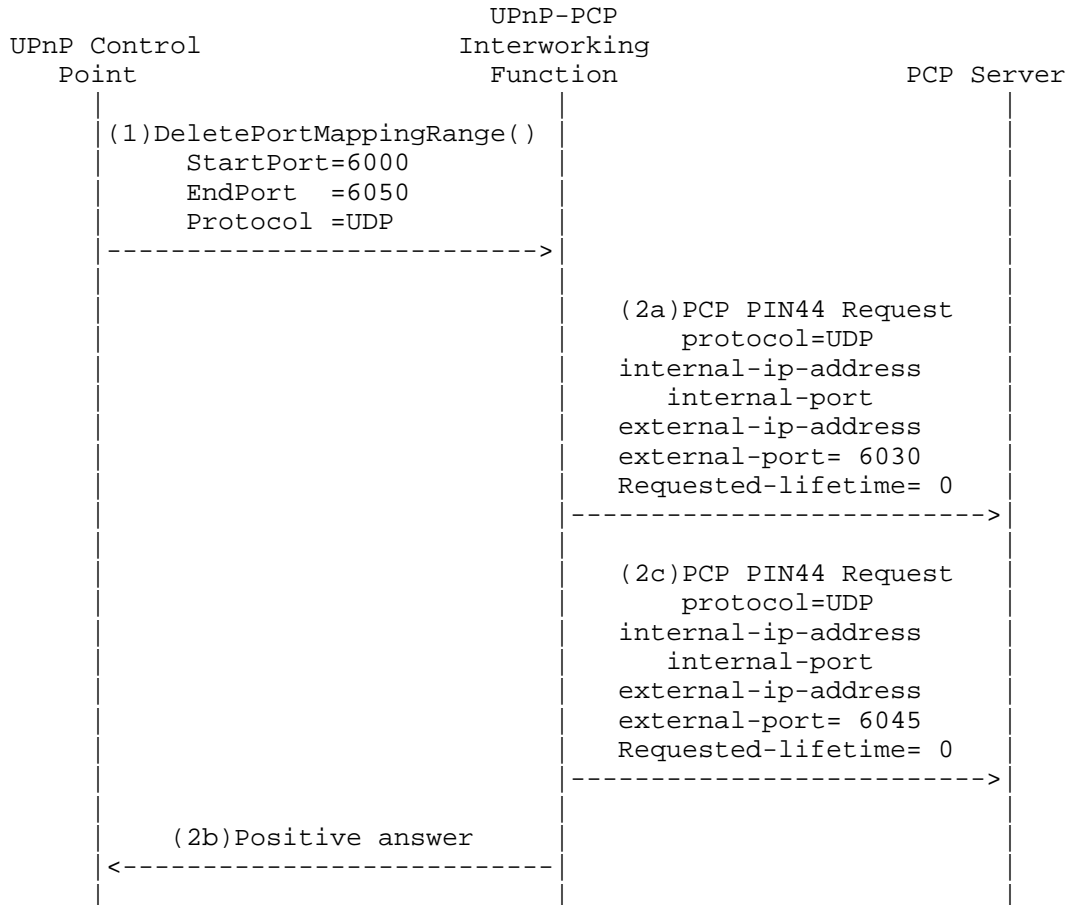 UPnP-PCP
UPnP Control Interworking
Point Function PCP Server
(1)DeletePortMappingRange()
StartPort=6000
EndPort =6050
Protocol =UDP
(2a)PCP PIN44 Request
protocol=UDP
internal-ip-address
internal-port
external-ip-address
external-port= 6030
Requested-lifetime= 0
(2c)PCP PIN44 Request
protocol=UDP
internal-ip-address
internal-port
external-ip-address
external-port= 6045
Requested-lifetime= 0
(2b)Positive answer